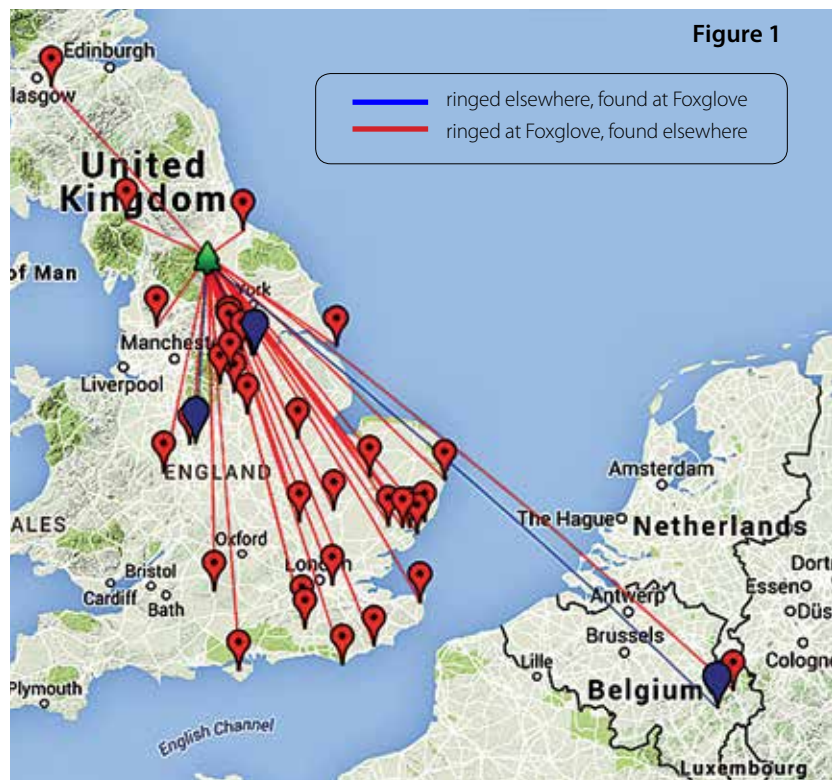 Figure 1
ringed elsewhere, found at Foxglove
ringed at Foxglove, found elsewhere
Edinburgh
lasgow
United
Kingdom
of Man
York
Manchest
Liverpool
ENGLAND
ALES
Oxford
London
Bristol
Cardiff
Bath
Plymouth
English Channel
Amsterdam
The Hague
Netherlands
Dortr
Essen
Antwerp
Düs
Brussels
Cologne
Lille
Belgium
Luxembourg